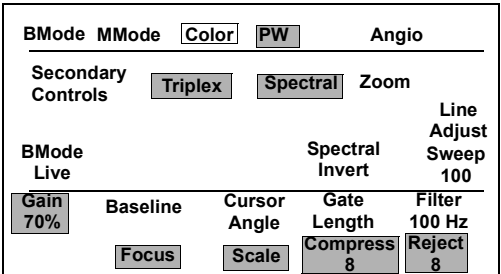 BMode MMode Color PW Angio
Secondary
Controls Triplex Spectral Zoom
Line
Adjust
BMode Spectral Sweep
Live Invert 100
Gain Baseline Cursor Gate Filter
70% Angle Length 100 Hz
Focus Scale Compress Reject
8 8